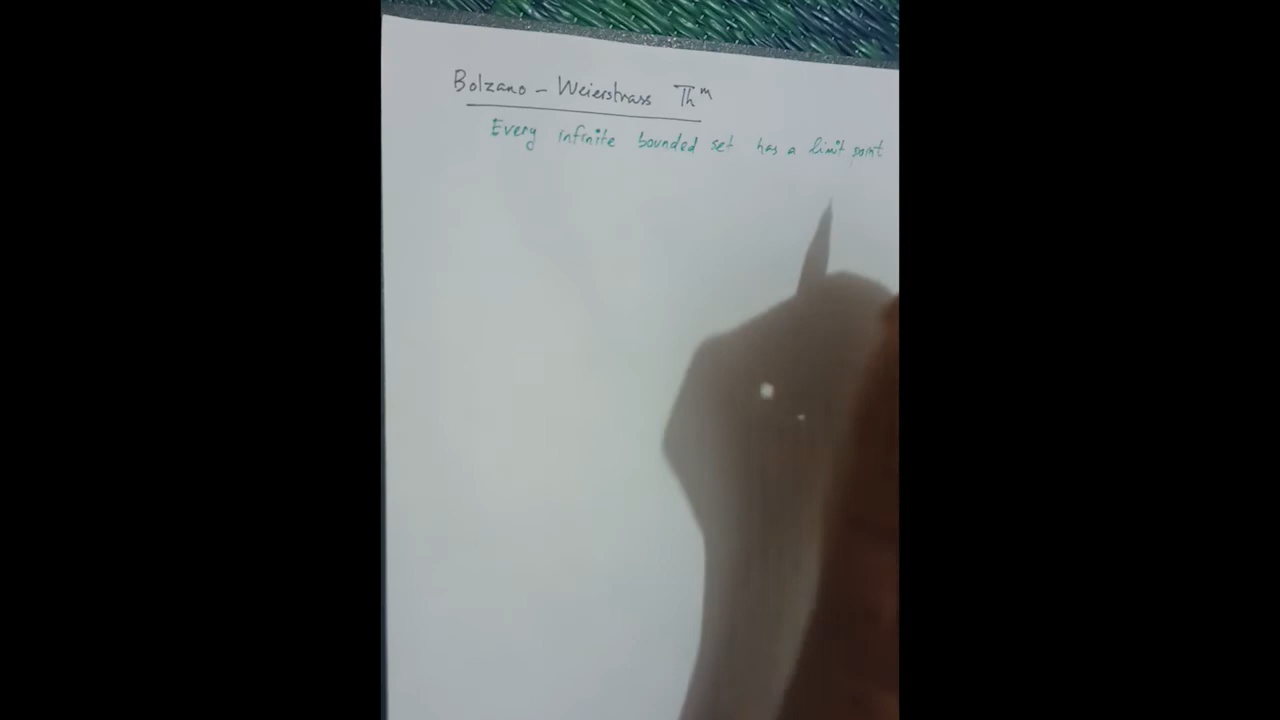 Bolzano - Weierstrass Thm
Every infinite bounded set has a limit point